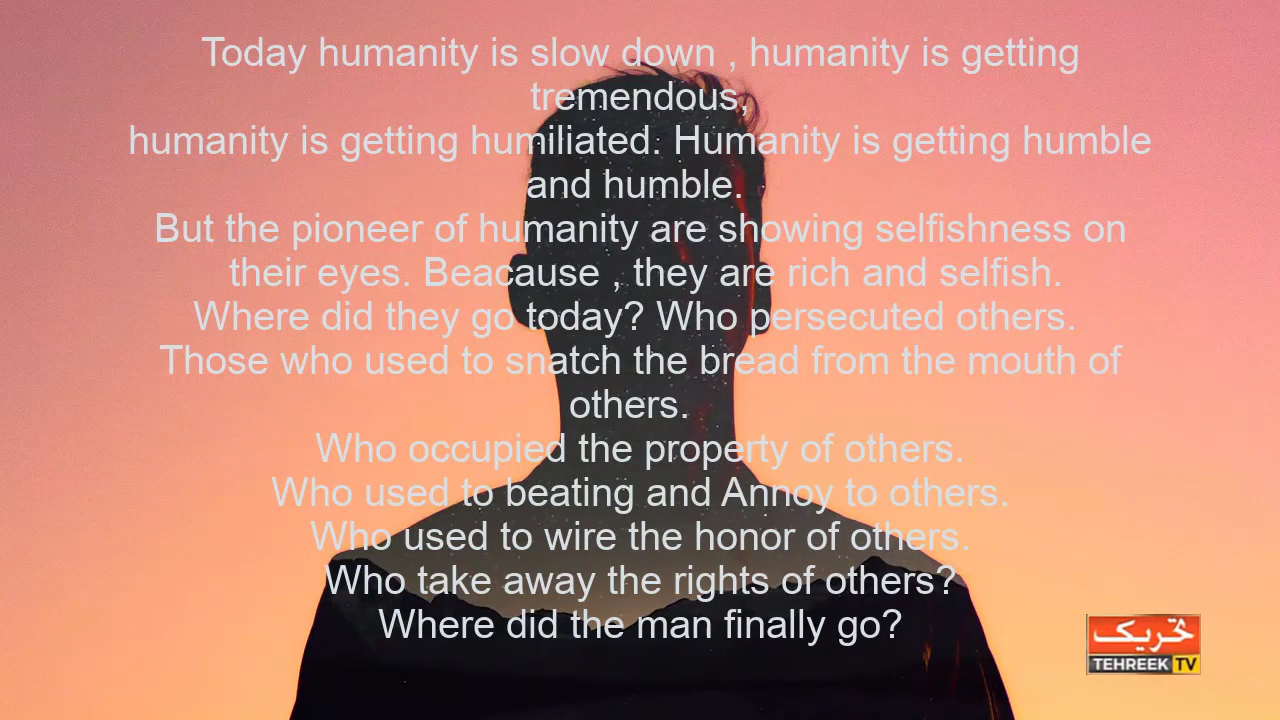 Today humanity is slow down , humanity is getting
tremendous,
humanity is getting humiliated. Humanity is getting humble
and humble.
But the pioneer of humanity are showing selfishness on
their eyes. Beacause , they are rich and selfish.
Where did they go today? Who persecuted others.
Those who used to snatch the bread from the mouth of
others.
Who occupied the property of others.
Who used to beating and Annoy to others.
Who used to wire the honor of others.
Who take away the rights of others?
Where did the man finally go?
تحریک
TEHREEK TV